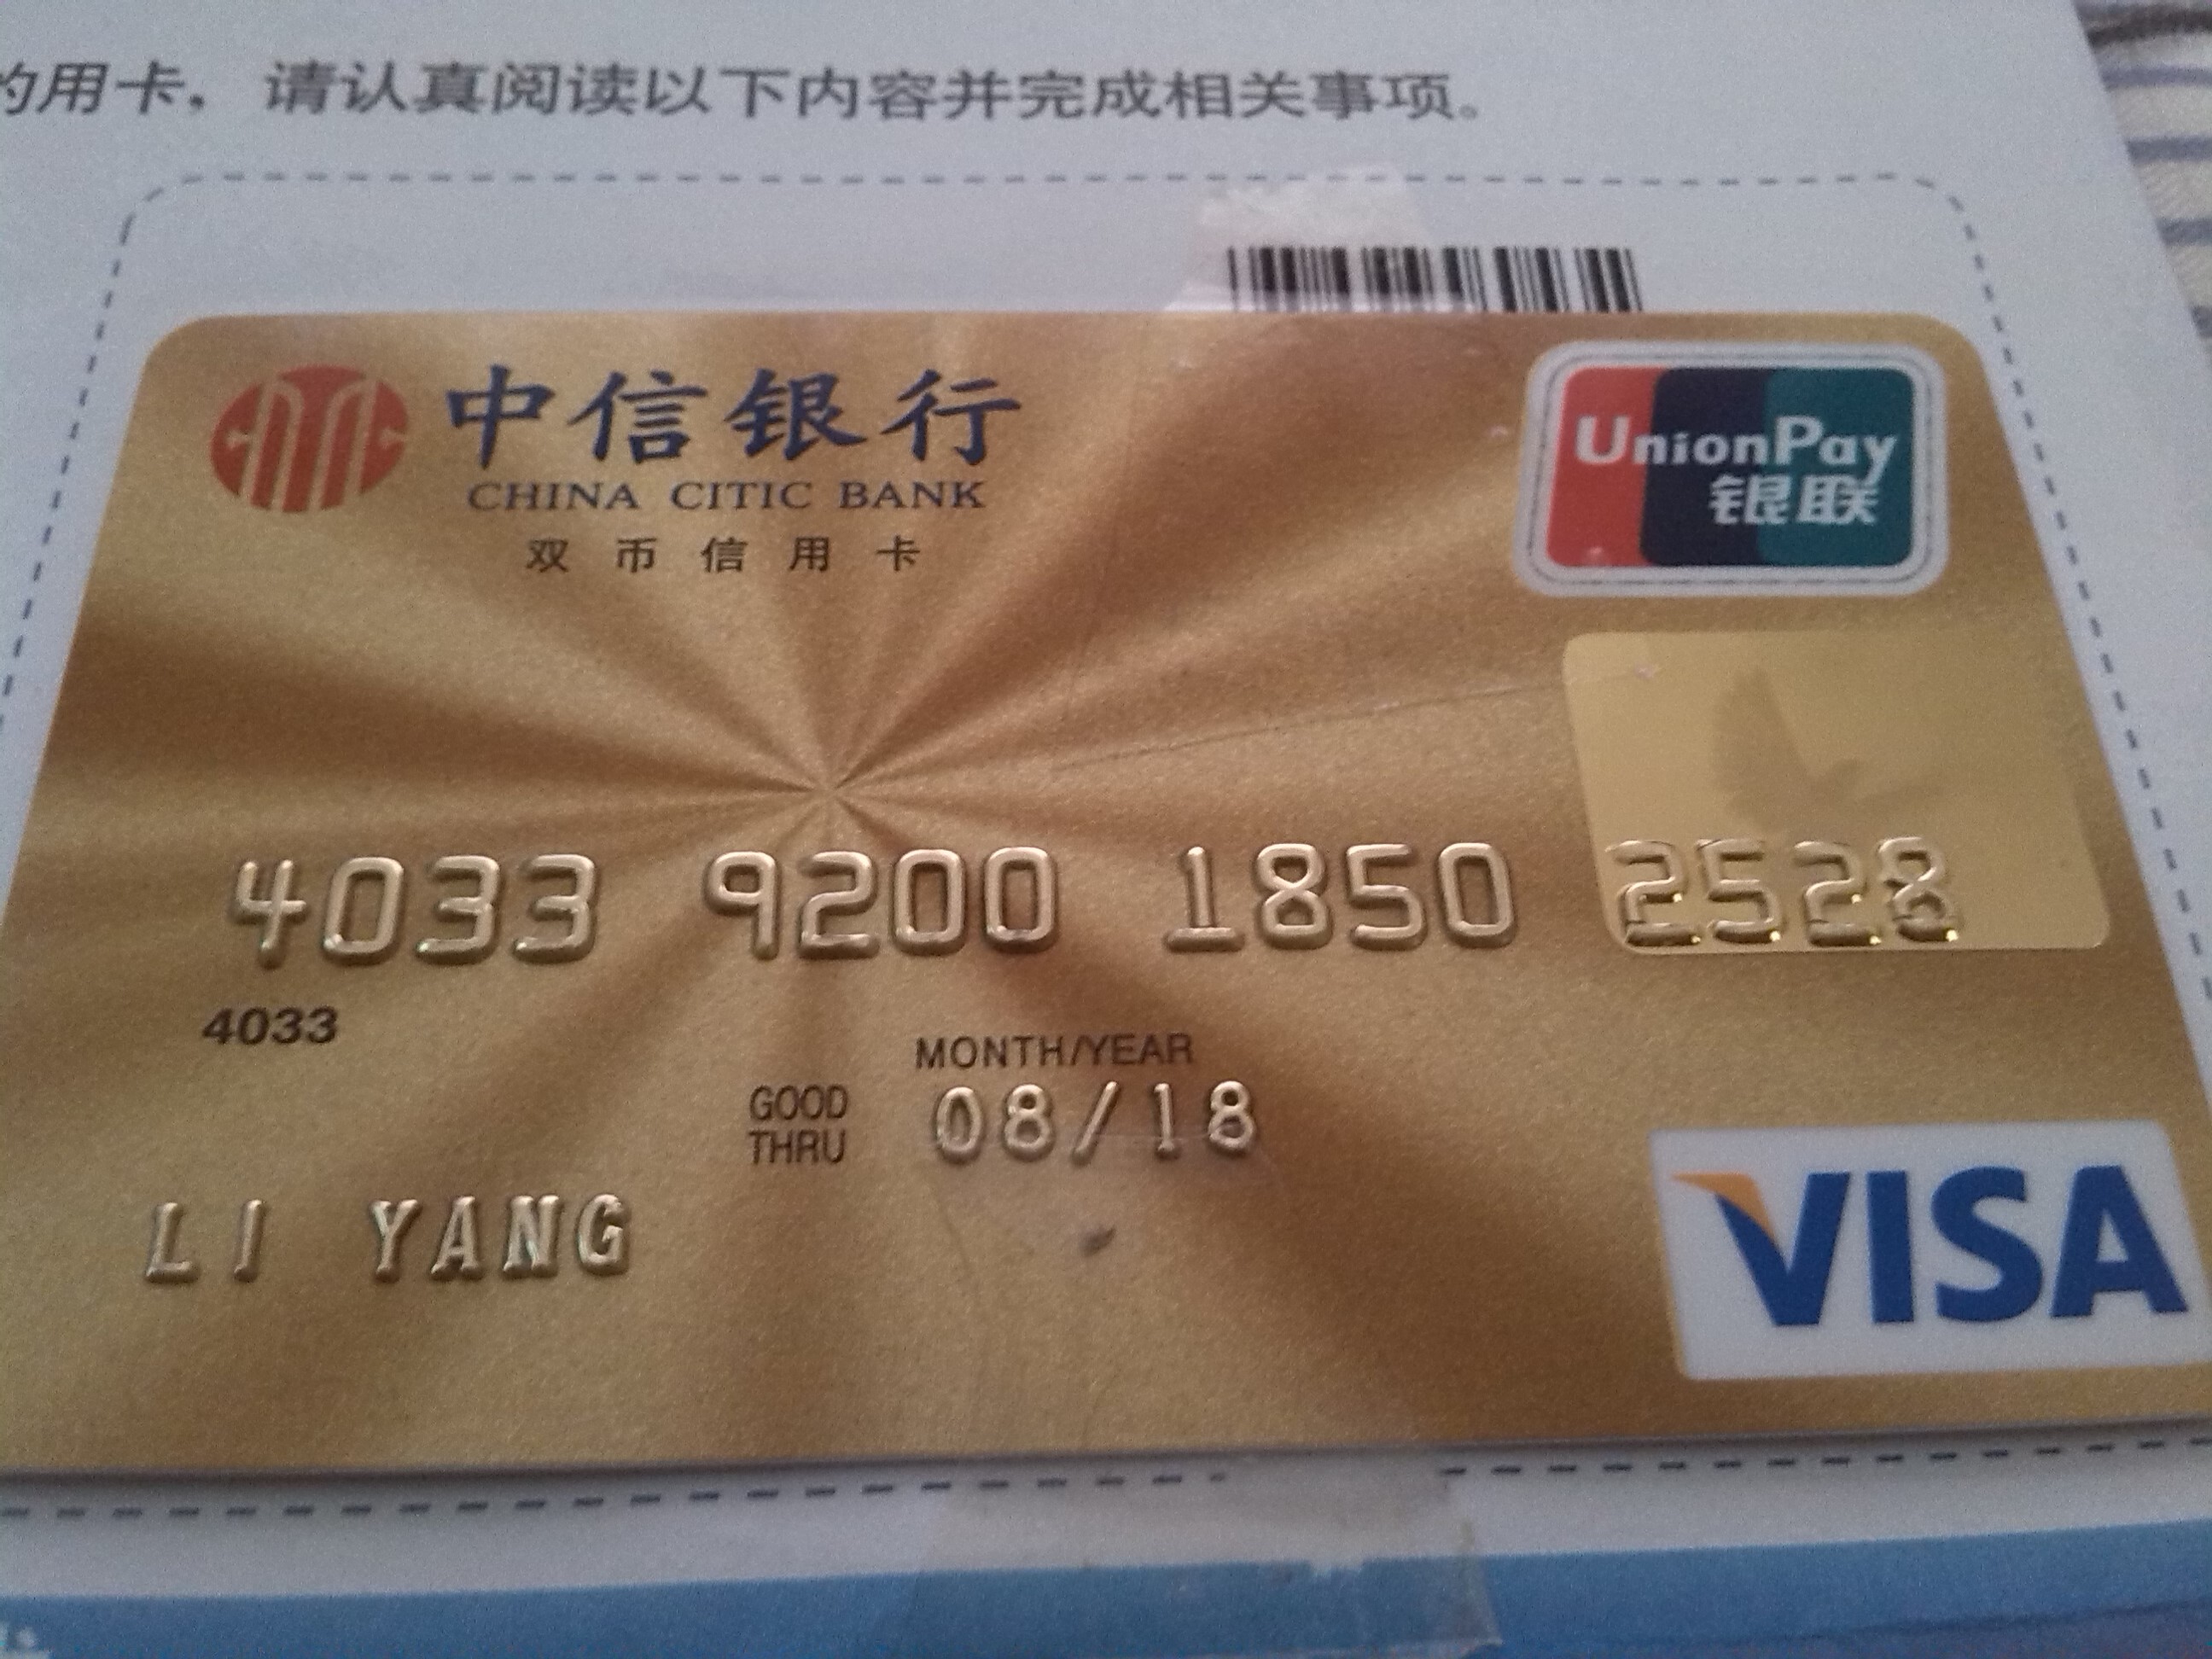 的用卡，请认真阅读以下内容并完成相关事项。
中信银行
CHINA CITIC BANK
双币信用卡
UnionPay
银联
4033 9200 1850 2528
4033
MONTH/YEAR
GOOD THRU 08/18
LI YANG
VISA